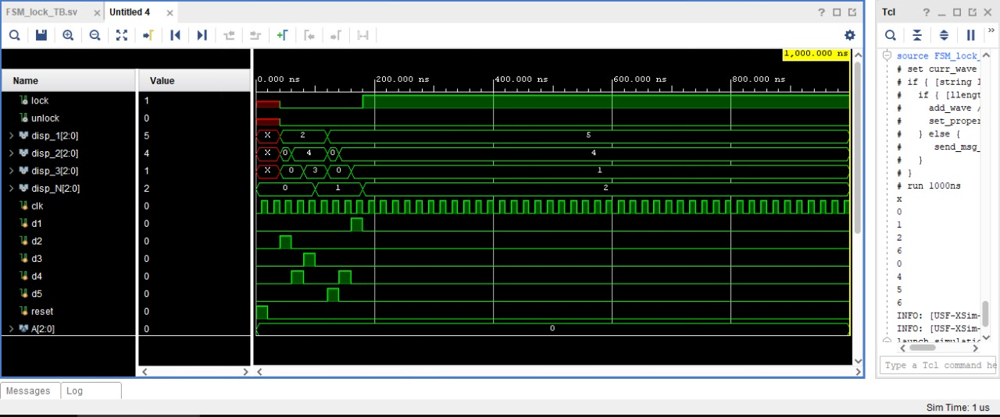 FSM_lock_TB.sv × Untitled 4 × ?
Tcl ? »
1,000.000 ns
Name Value
0.000 ns 200.000 ns 400.000 ns 600.000 ns 800.000 ns
lock 1
unlock 0
disp_1[2:0] 5 X 2 5
disp_2[2:0] 4 X 0 4 0 4
disp_3[2:0] 1 X 0 3 0 1
disp_N[2:0] 2 0 1 2
clk 0
d1 0
d2 0
d3 0
d4 0
d5 0
reset 0
A[2:0] 0 0
source FSM_lock_
# set curr_wave
# if { [string l
# if { [llengt
# add_wave /
# set_proper
# } else {
# send_msg_
# }
# }
# run 1000ns
x
0
1
2
6
0
4
5
6
INFO: [USF-XSim-
INFO: [USF-XSim-
launch_simulatio
Type a Tcl command he
Messages Log
Sim Time: 1 us